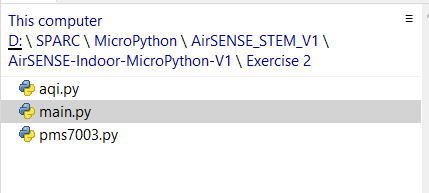 This computer
D: \ SPARC \ MicroPython \ AirSENSE_STEM_V1 \
AirSENSE-Indoor-MicroPython-V1 \ Exercise 2
aqi.py
main.py
pms7003.py